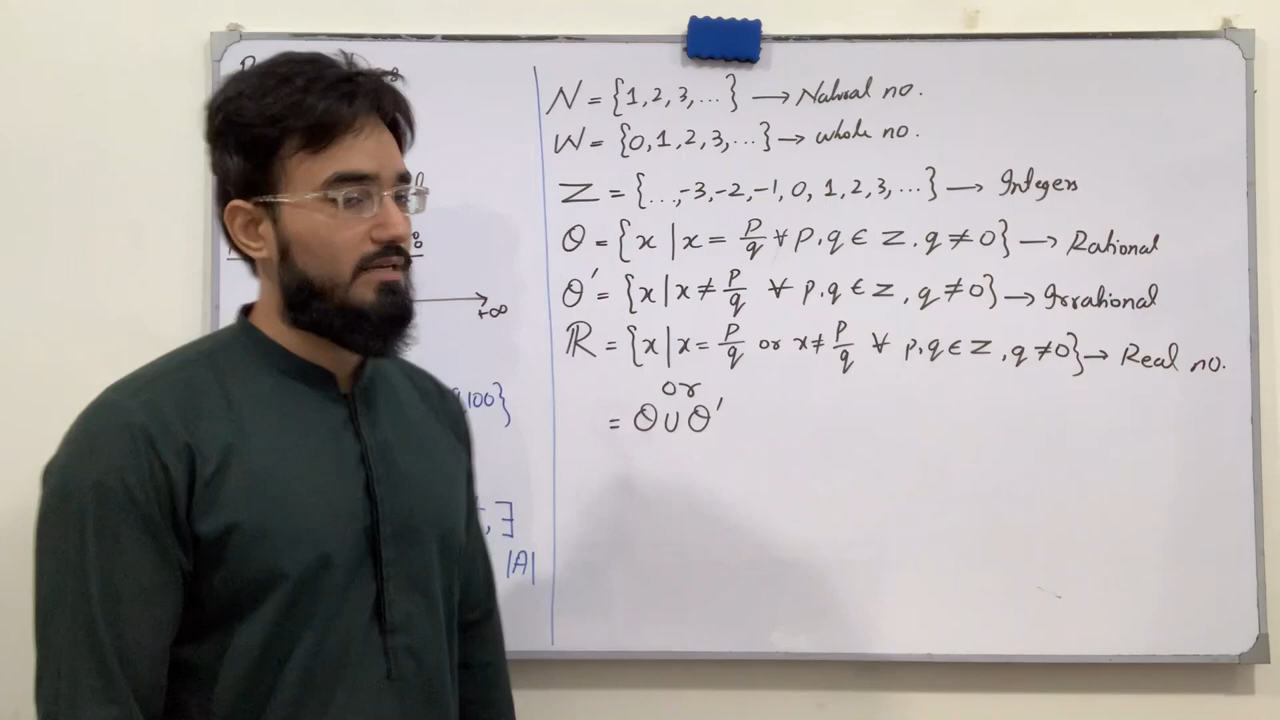 N = {1,2,3,...} → Natural no.
W = {0,1,2,3,...} → whole no.
Z = {...,-3,-2,-1,0,1,2,3,...} → Integers
Q = {x | x = p/q ∀ p,q ∈ Z, q ≠ 0} → Rational
Q' = {x | x ≠ p/q ∀ p,q ∈ Z, q ≠ 0} → Irrational
ℝ = {x | x = p/q or x ≠ p/q ∀ p,q ∈ Z, q ≠ 0} → Real no.
or
= Q ∪ Q'
+∞
,100}
, ∃
|A|